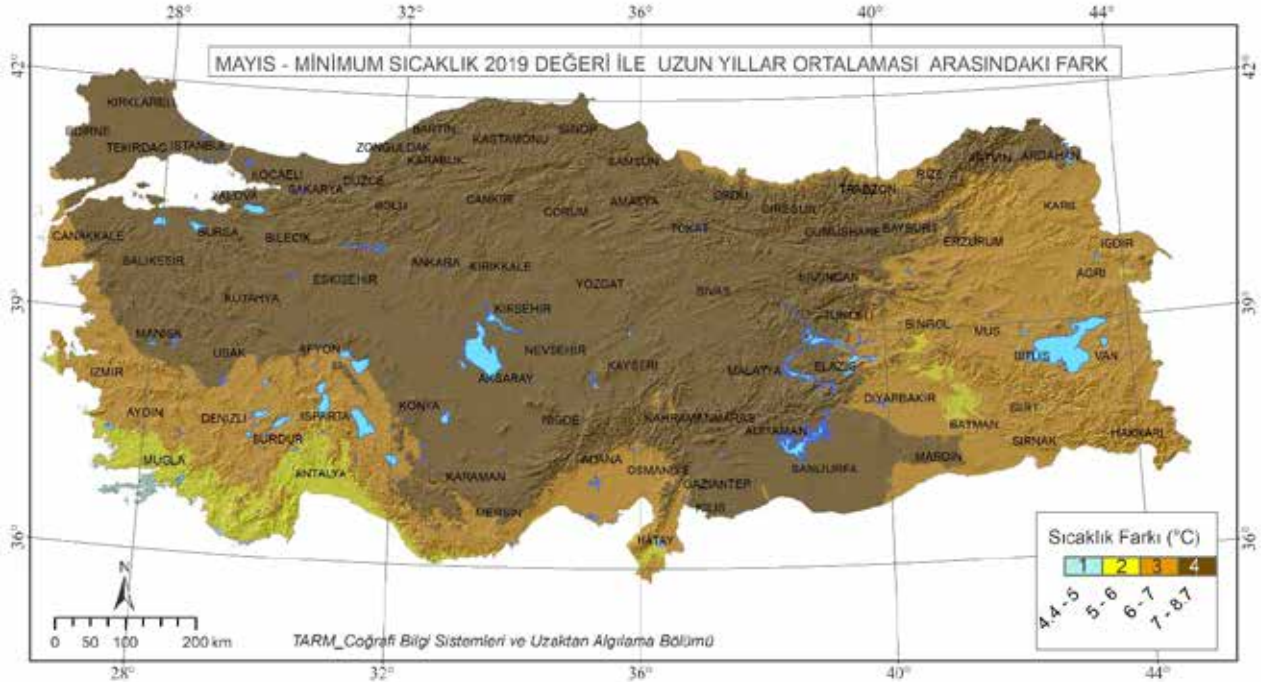 28° 32° 36° 40° 44°
42° 42°
MAYIS - MİNİMUM SICAKLIK 2019 DEĞERİ İLE UZUN YILLAR ORTALAMASI ARASINDAKİ FARK
KIRKLARELİ
EDİRNE
TEKİRDAĞ
İSTANBUL
KOCAELİ
YALOVA
SAKARYA
DÜZCE
ZONGULDAK
BARTIN
KARABÜK
KASTAMONU
SİNOP
SAMSUN
BOLU
ÇANKIRI
ÇORUM
AMASYA
TOKAT
ORDU
GİRESUN
TRABZON
RİZE
ARTVİN
ARDAHAN
KARS
GÜMÜŞHANE
BAYBURT
ERZURUM
IĞDIR
AĞRI
ÇANAKKALE
BURSA
BİLECİK
BALIKESİR
ESKİŞEHİR
ANKARA
KIRIKKALE
YOZGAT
SİVAS
ERZİNCAN
39° 39°
KÜTAHYA
KIRŞEHİR
TUNCELİ
BİNGÖL
MUŞ
BİTLİS
VAN
MANİSA
UŞAK
AFYON
NEVŞEHİR
KAYSERİ
MALATYA
ELAZIĞ
İZMİR
AKSARAY
DİYARBAKIR
AYDIN
DENİZLİ
ISPARTA
KONYA
NİĞDE
KAHRAMANMARAŞ
ADIYAMAN
BATMAN
SİİRT
ŞIRNAK
HAKKARİ
BURDUR
MUĞLA
ANTALYA
KARAMAN
ADANA
OSMANİYE
ŞANLIURFA
MARDİN
GAZİANTEP
KİLİS
MERSİN
HATAY
36° 36°
Sıcaklık Farkı (°C)
1 2 3 4
4.4 - 5 5 - 6 6 - 7 7 - 8.7
N
0 50 100 200 km
TARM_Coğrafi Bilgi Sistemleri ve Uzaktan Algılama Bölümü
28° 32° 36° 40° 44°